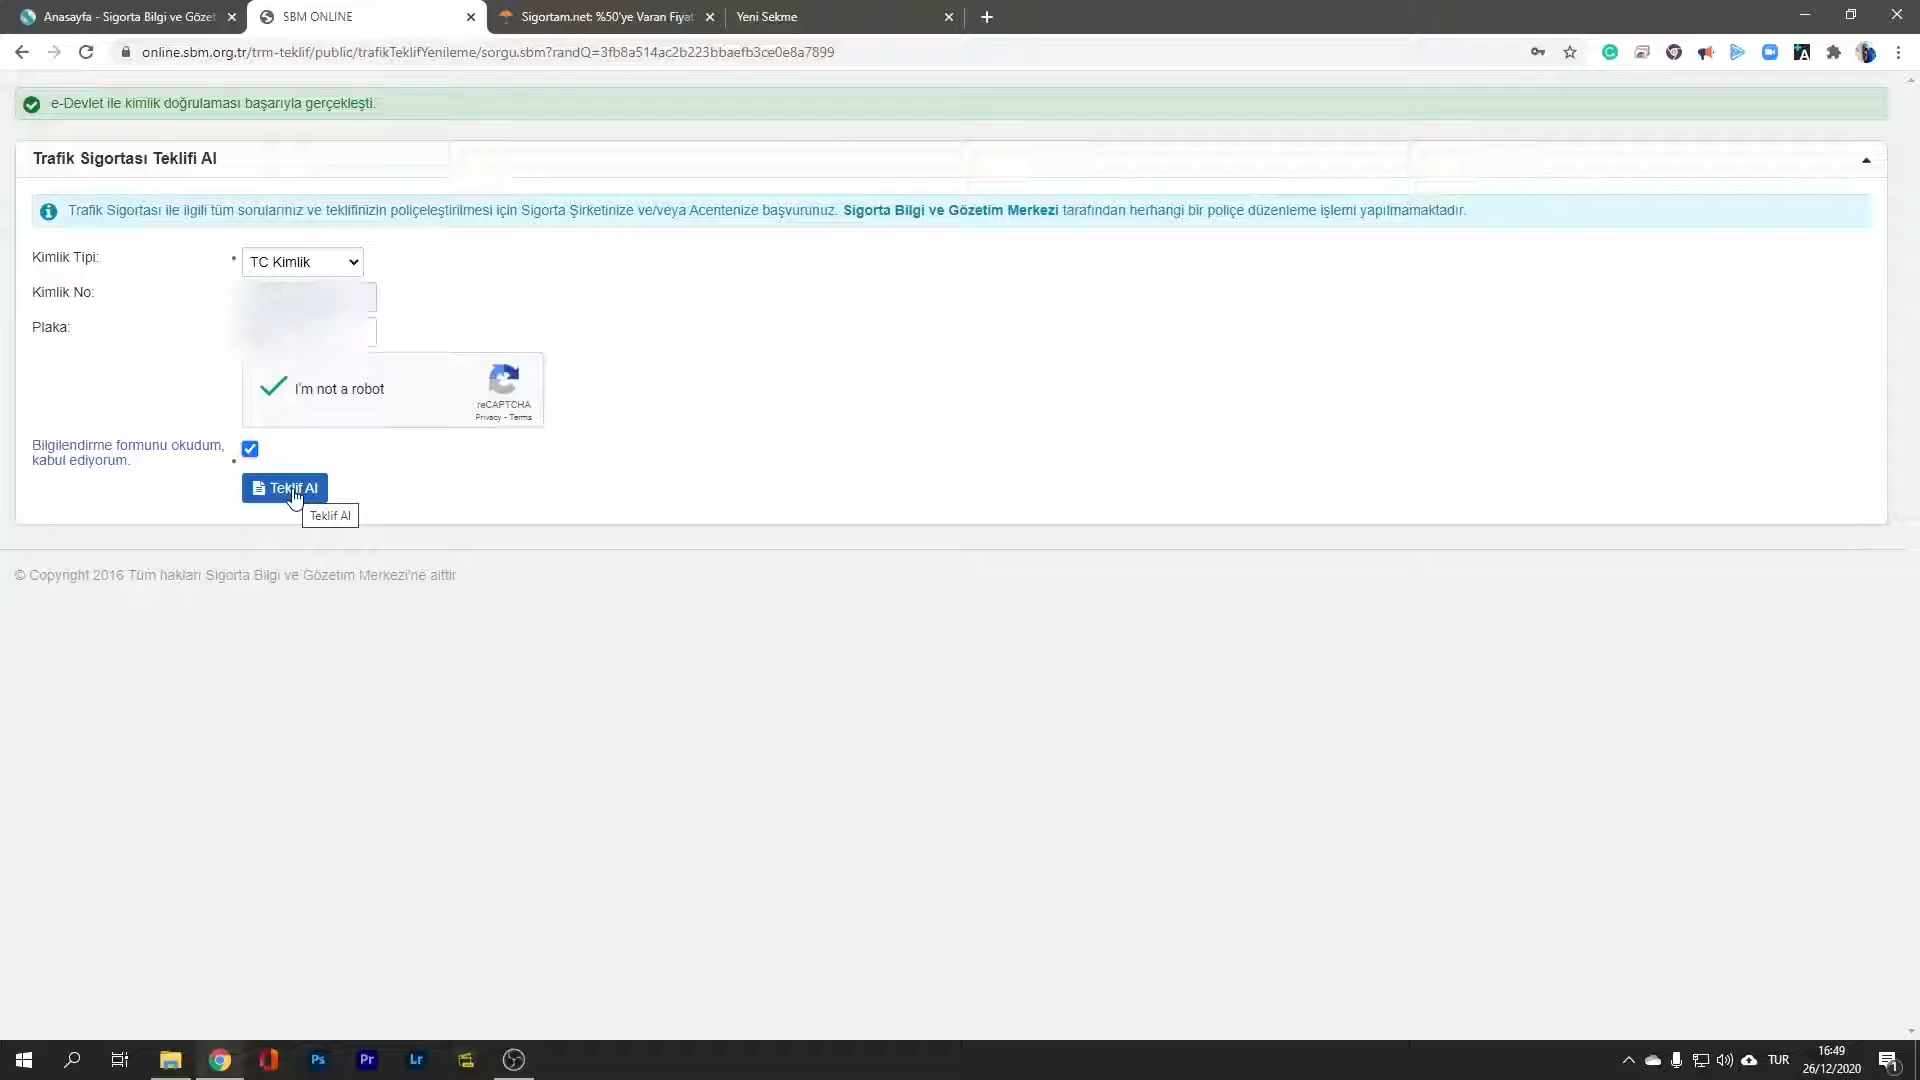 Anasayfa - Sigorta Bilgi ve Gözet
SBM ONLINE
Sigortam.net: %50'ye Varan Fiyat
Yeni Sekme
online.sbm.org.tr/trm-teklif/public/trafikTeklifYenileme/sorgu.sbm?randQ=3fb8a514ac2b223bbaefb3ce0e8a7899
e-Devlet ile kimlik doğrulaması başarıyla gerçekleşti.
Trafik Sigortası Teklifi Al
Trafik Sigortası ile ilgili tüm sorularınız ve teklifinizin poliçeleştirilmesi için Sigorta Şirketinize ve/veya Acentenize başvurunuz. Sigorta Bilgi ve Gözetim Merkezi tarafından herhangi bir poliçe düzenleme işlemi yapılmamaktadır.
Kimlik Tipi:
TC Kimlik
Kimlik No:
Plaka:
I'm not a robot
reCAPTCHA
Privacy - Terms
Bilgilendirme formunu okudum,
kabul ediyorum.
Teklif Al
Teklif Al
© Copyright 2016 Tüm hakları Sigorta Bilgi ve Gözetim Merkezi'ne aittir
Ps
Pr
Lr
TUR
16:49
26/12/2020
1